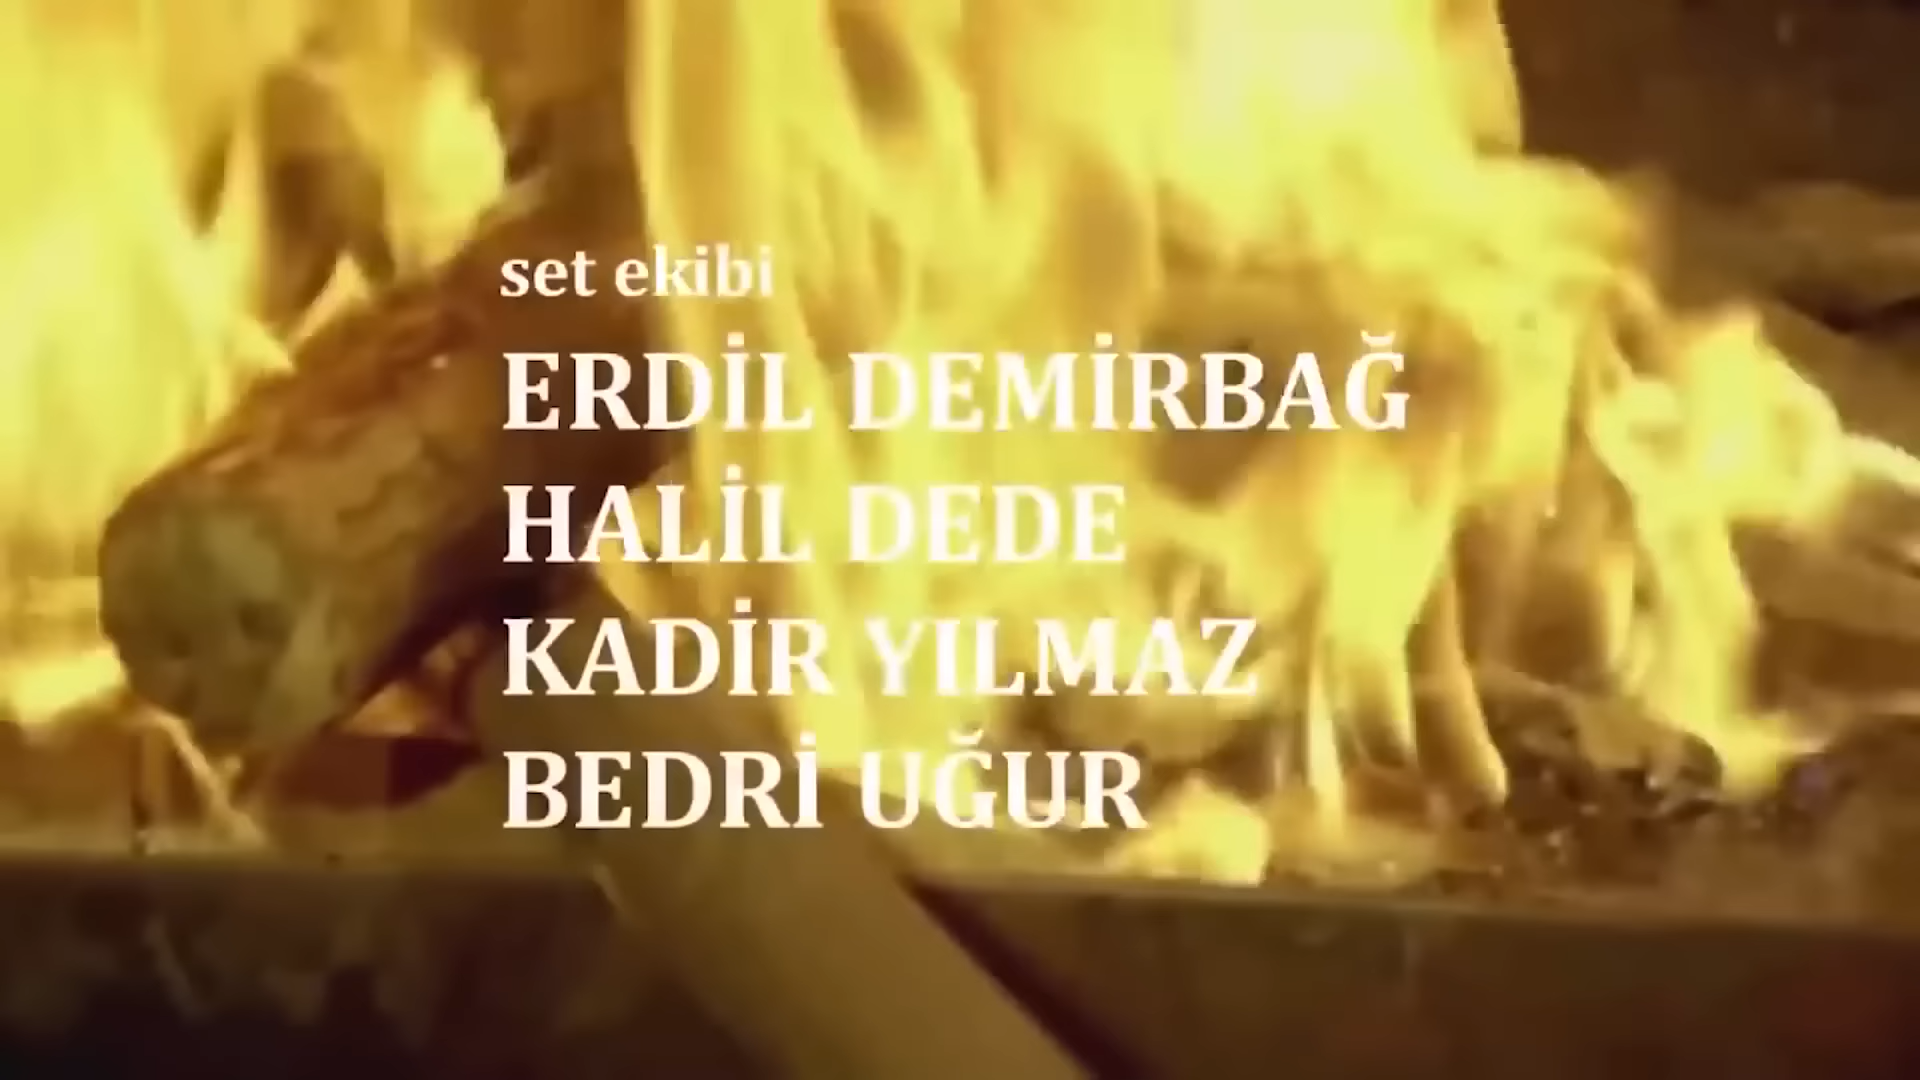 set ekibi
ERDİL DEMİRBAĞ
HALİL DEDE
KADİR YILMAZ
BEDRİ UĞUR